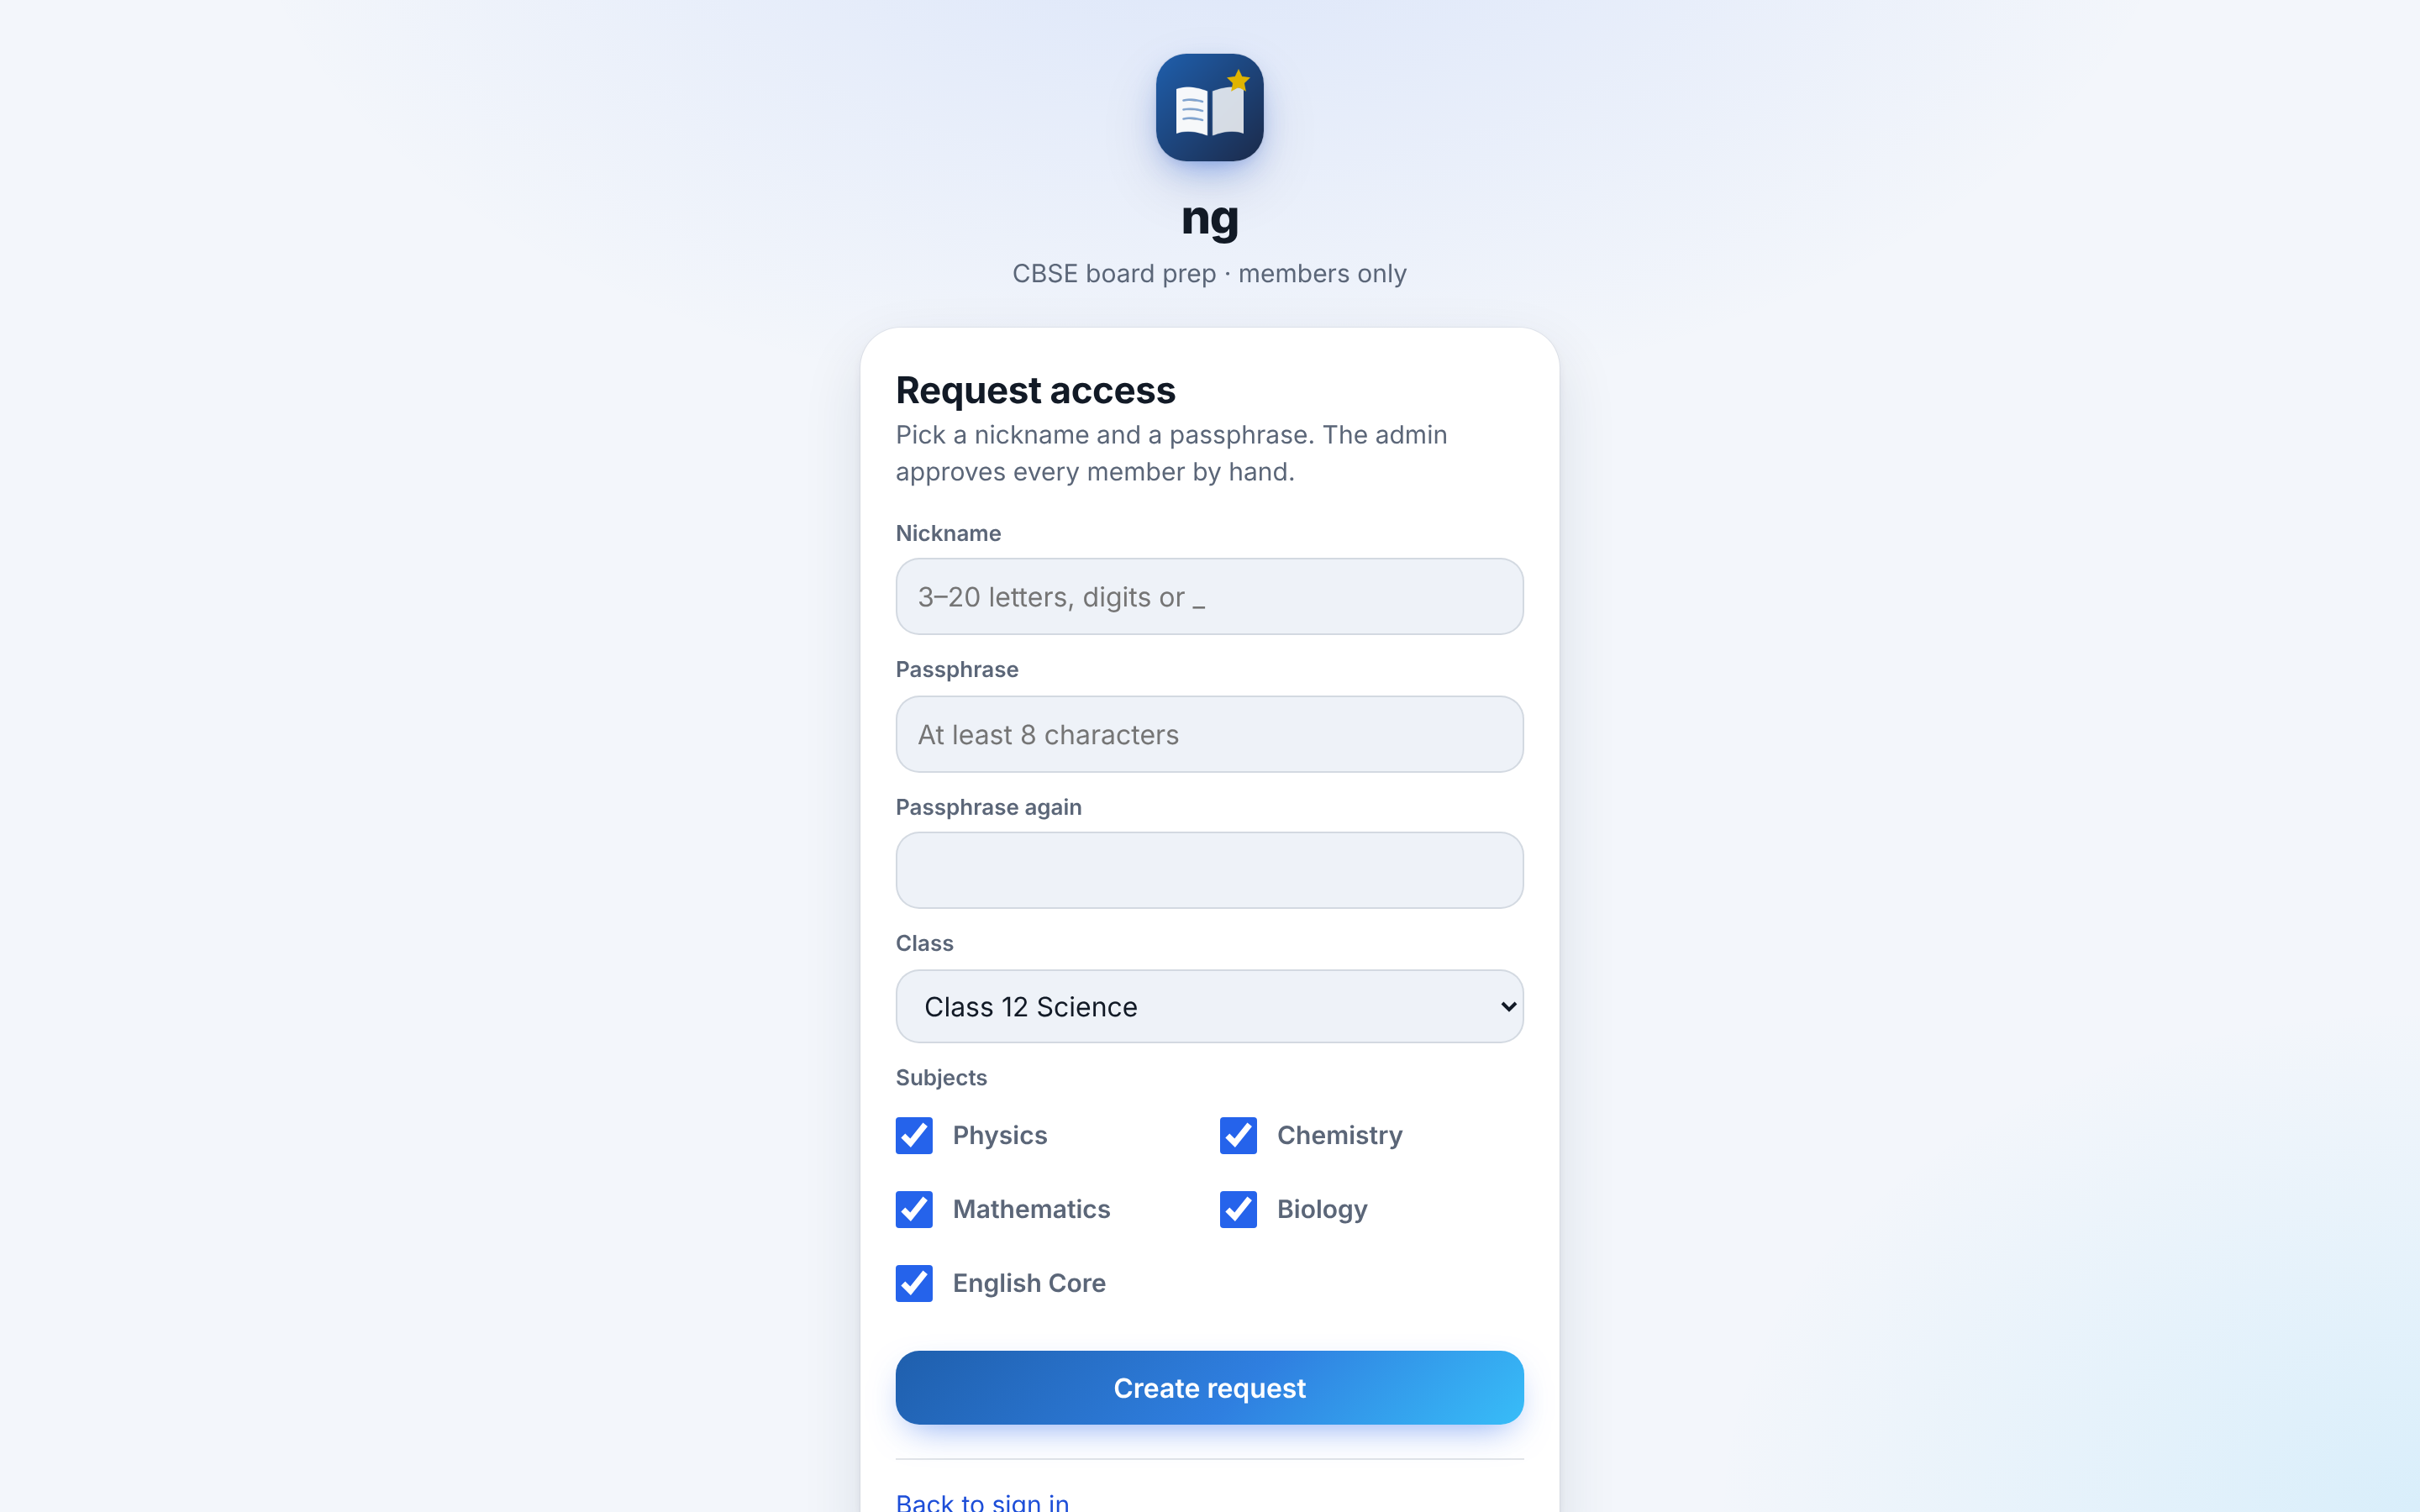 ng
CBSE board prep · members only
Request access
Pick a nickname and a passphrase. The admin
approves every member by hand.
Nickname
3–20 letters, digits or _
Passphrase
At least 8 characters
Passphrase again
Class
Class 12 Science
Subjects
Physics
Chemistry
Mathematics
Biology
English Core
Create request
Back to sign in